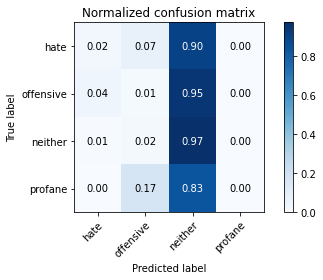 Normalized confusion matrix
True label
hate 0.02 0.07 0.90 0.00
offensive 0.04 0.01 0.95 0.00
neither 0.01 0.02 0.97 0.00
profane 0.00 0.17 0.83 0.00
hate offensive neither profane
Predicted label
0.8
0.6
0.4
0.2
0.0